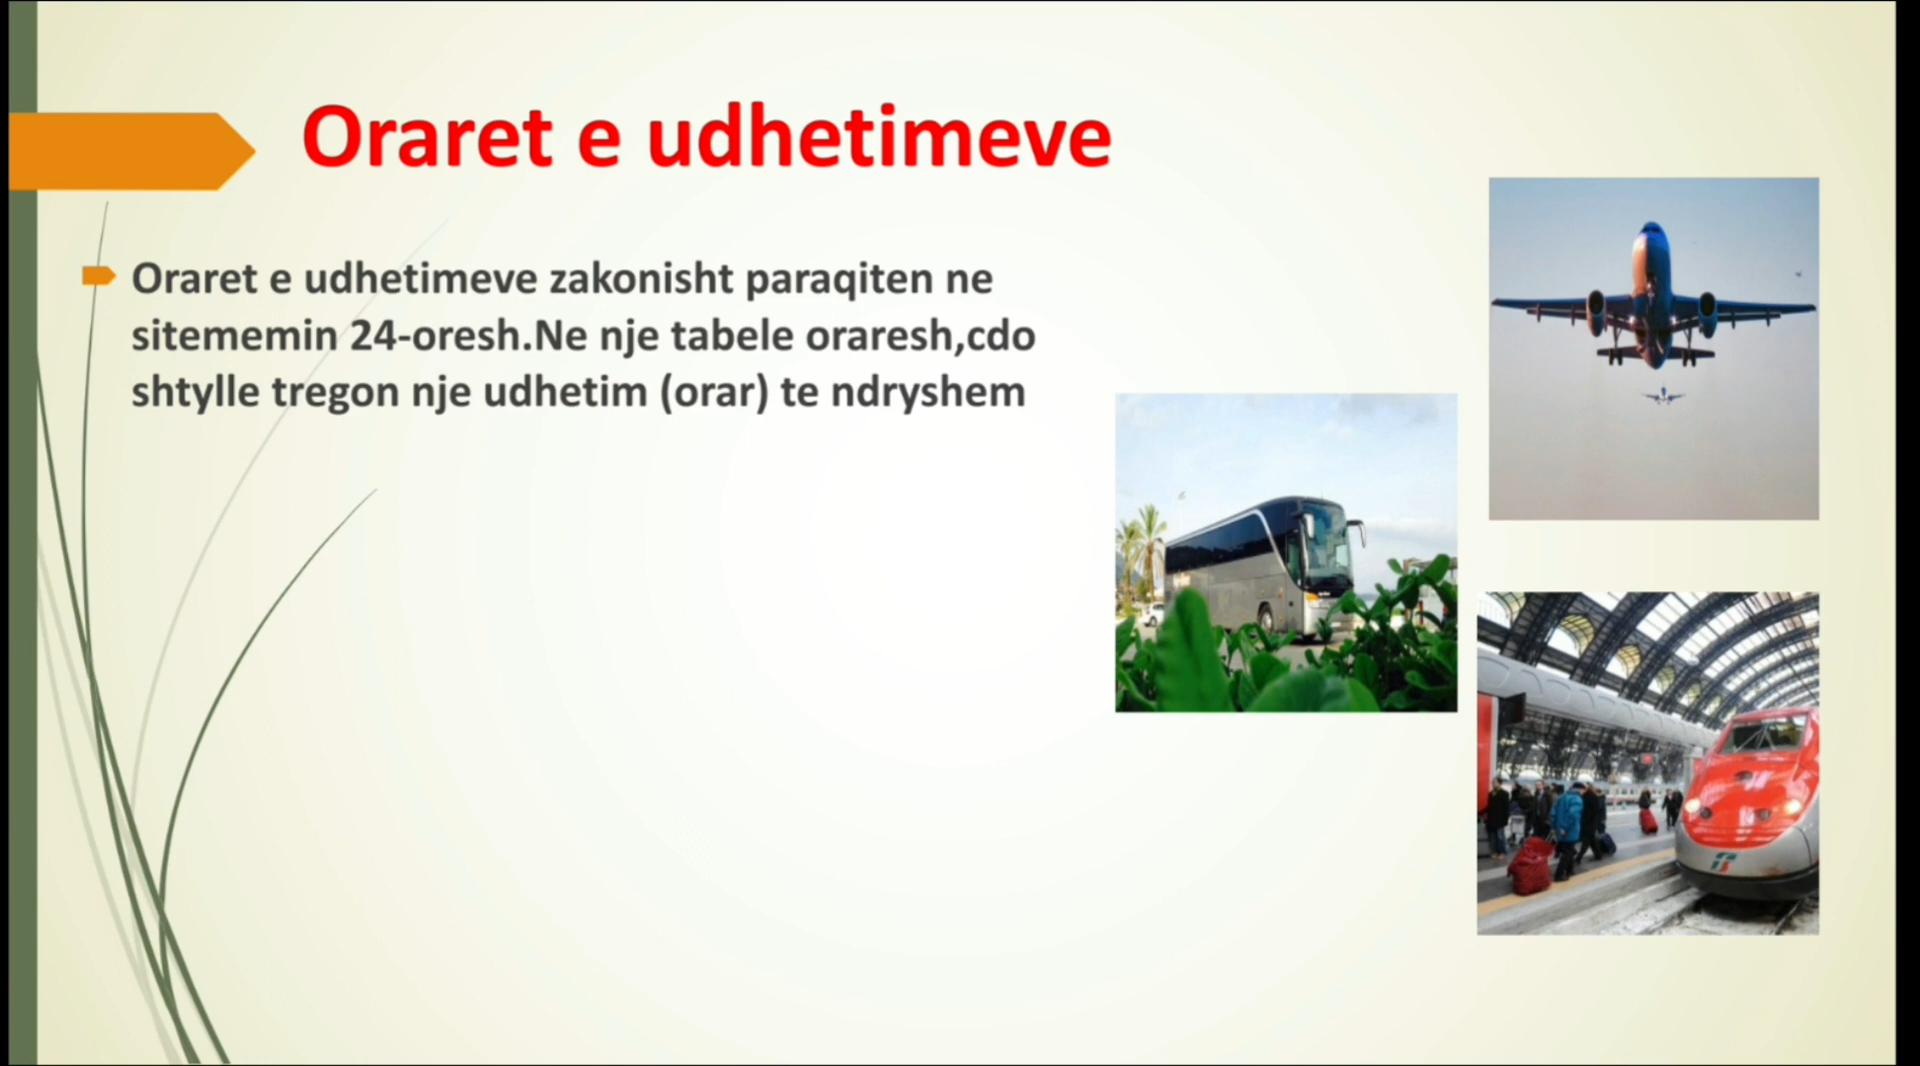 Oraret e udhetimeve
Oraret e udhetimeve zakonisht paraqiten ne
sitememin 24-oresh.Ne nje tabele oraresh,cdo
shtylle tregon nje udhetim (orar) te ndryshem